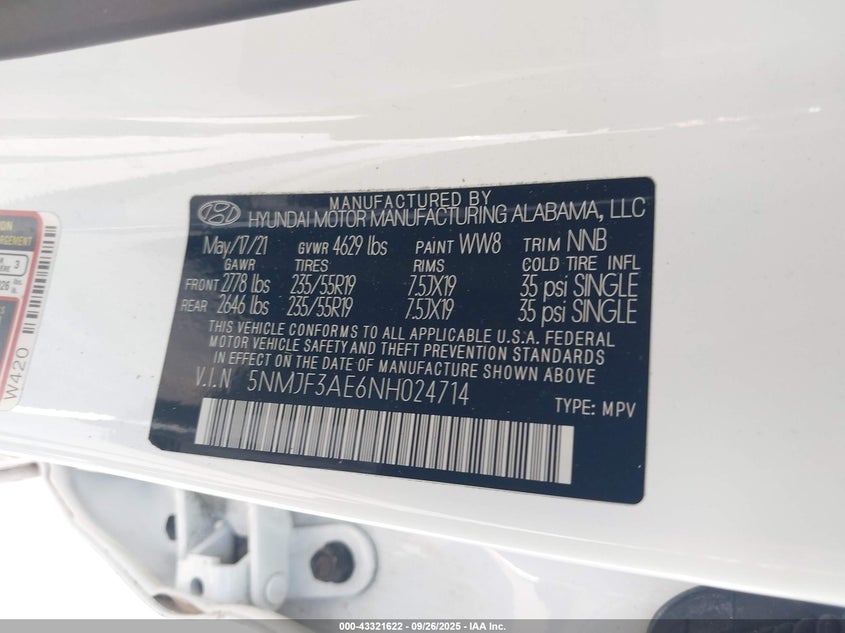 MANUFACTURED BY
HYUNDAI MOTOR MANUFACTURING ALABAMA, LLC
May/17/21 GVWR 4629 lbs PAINT WW8 TRIM NNB
GAWR TIRES RIMS COLD TIRE INFL
FRONT 2778 lbs 235/55R19 7.5JX19 35 psi SINGLE
REAR 2646 lbs 235/55R19 7.5JX19 35 psi SINGLE
THIS VEHICLE CONFORMS TO ALL APPLICABLE U.S.A. FEDERAL
MOTOR VEHICLE SAFETY AND THEFT PREVENTION STANDARDS
IN EFFECT ON THE DATE OF MANUFACTURE SHOWN ABOVE
V.I.N 5NMJF3AE6NH024714
TYPE: MPV
W420
000-43321622 - 09/26/2025 - IAA Inc.